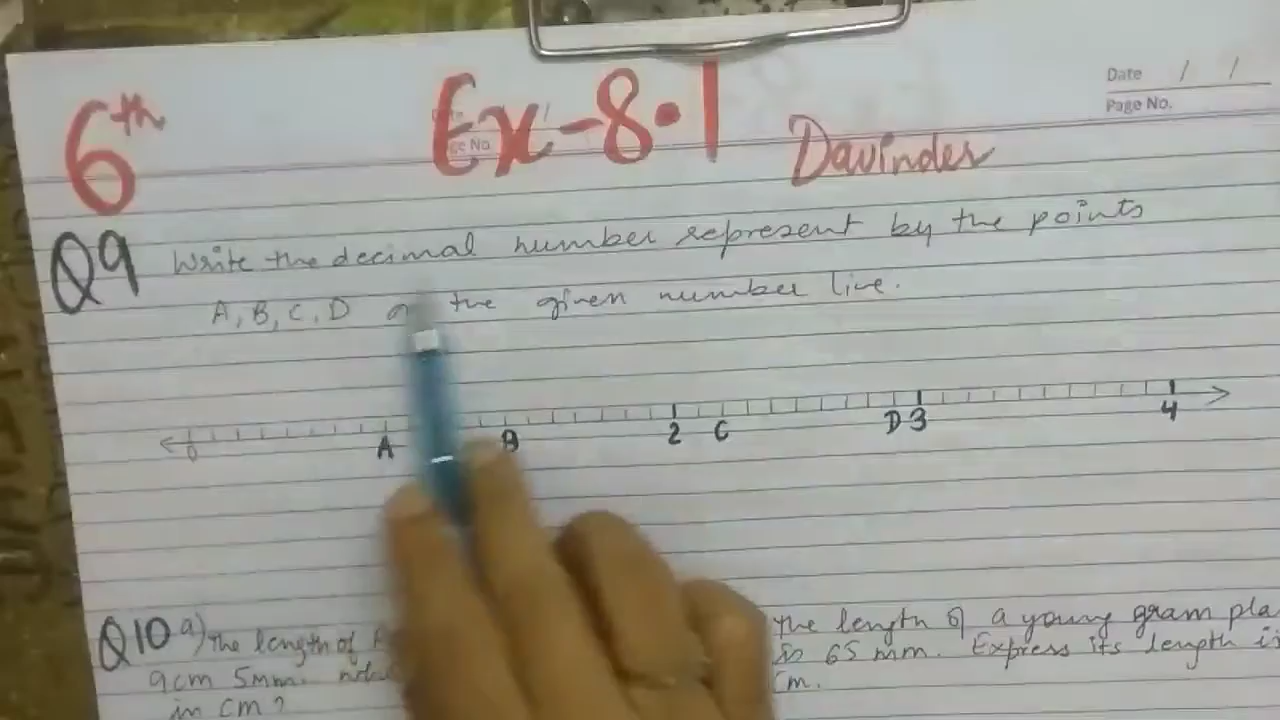 Date / /
Page No.
6th Ex-8.1 Davinder
Q9 Write the decimal number represent by the points
A, B, C, D the given number line.
0 A B 2 C D 3 4
Q10 a) The length of
9cm 5mm.
in cm?
the length of a young gram
is 65 mm. Express its length
cm.